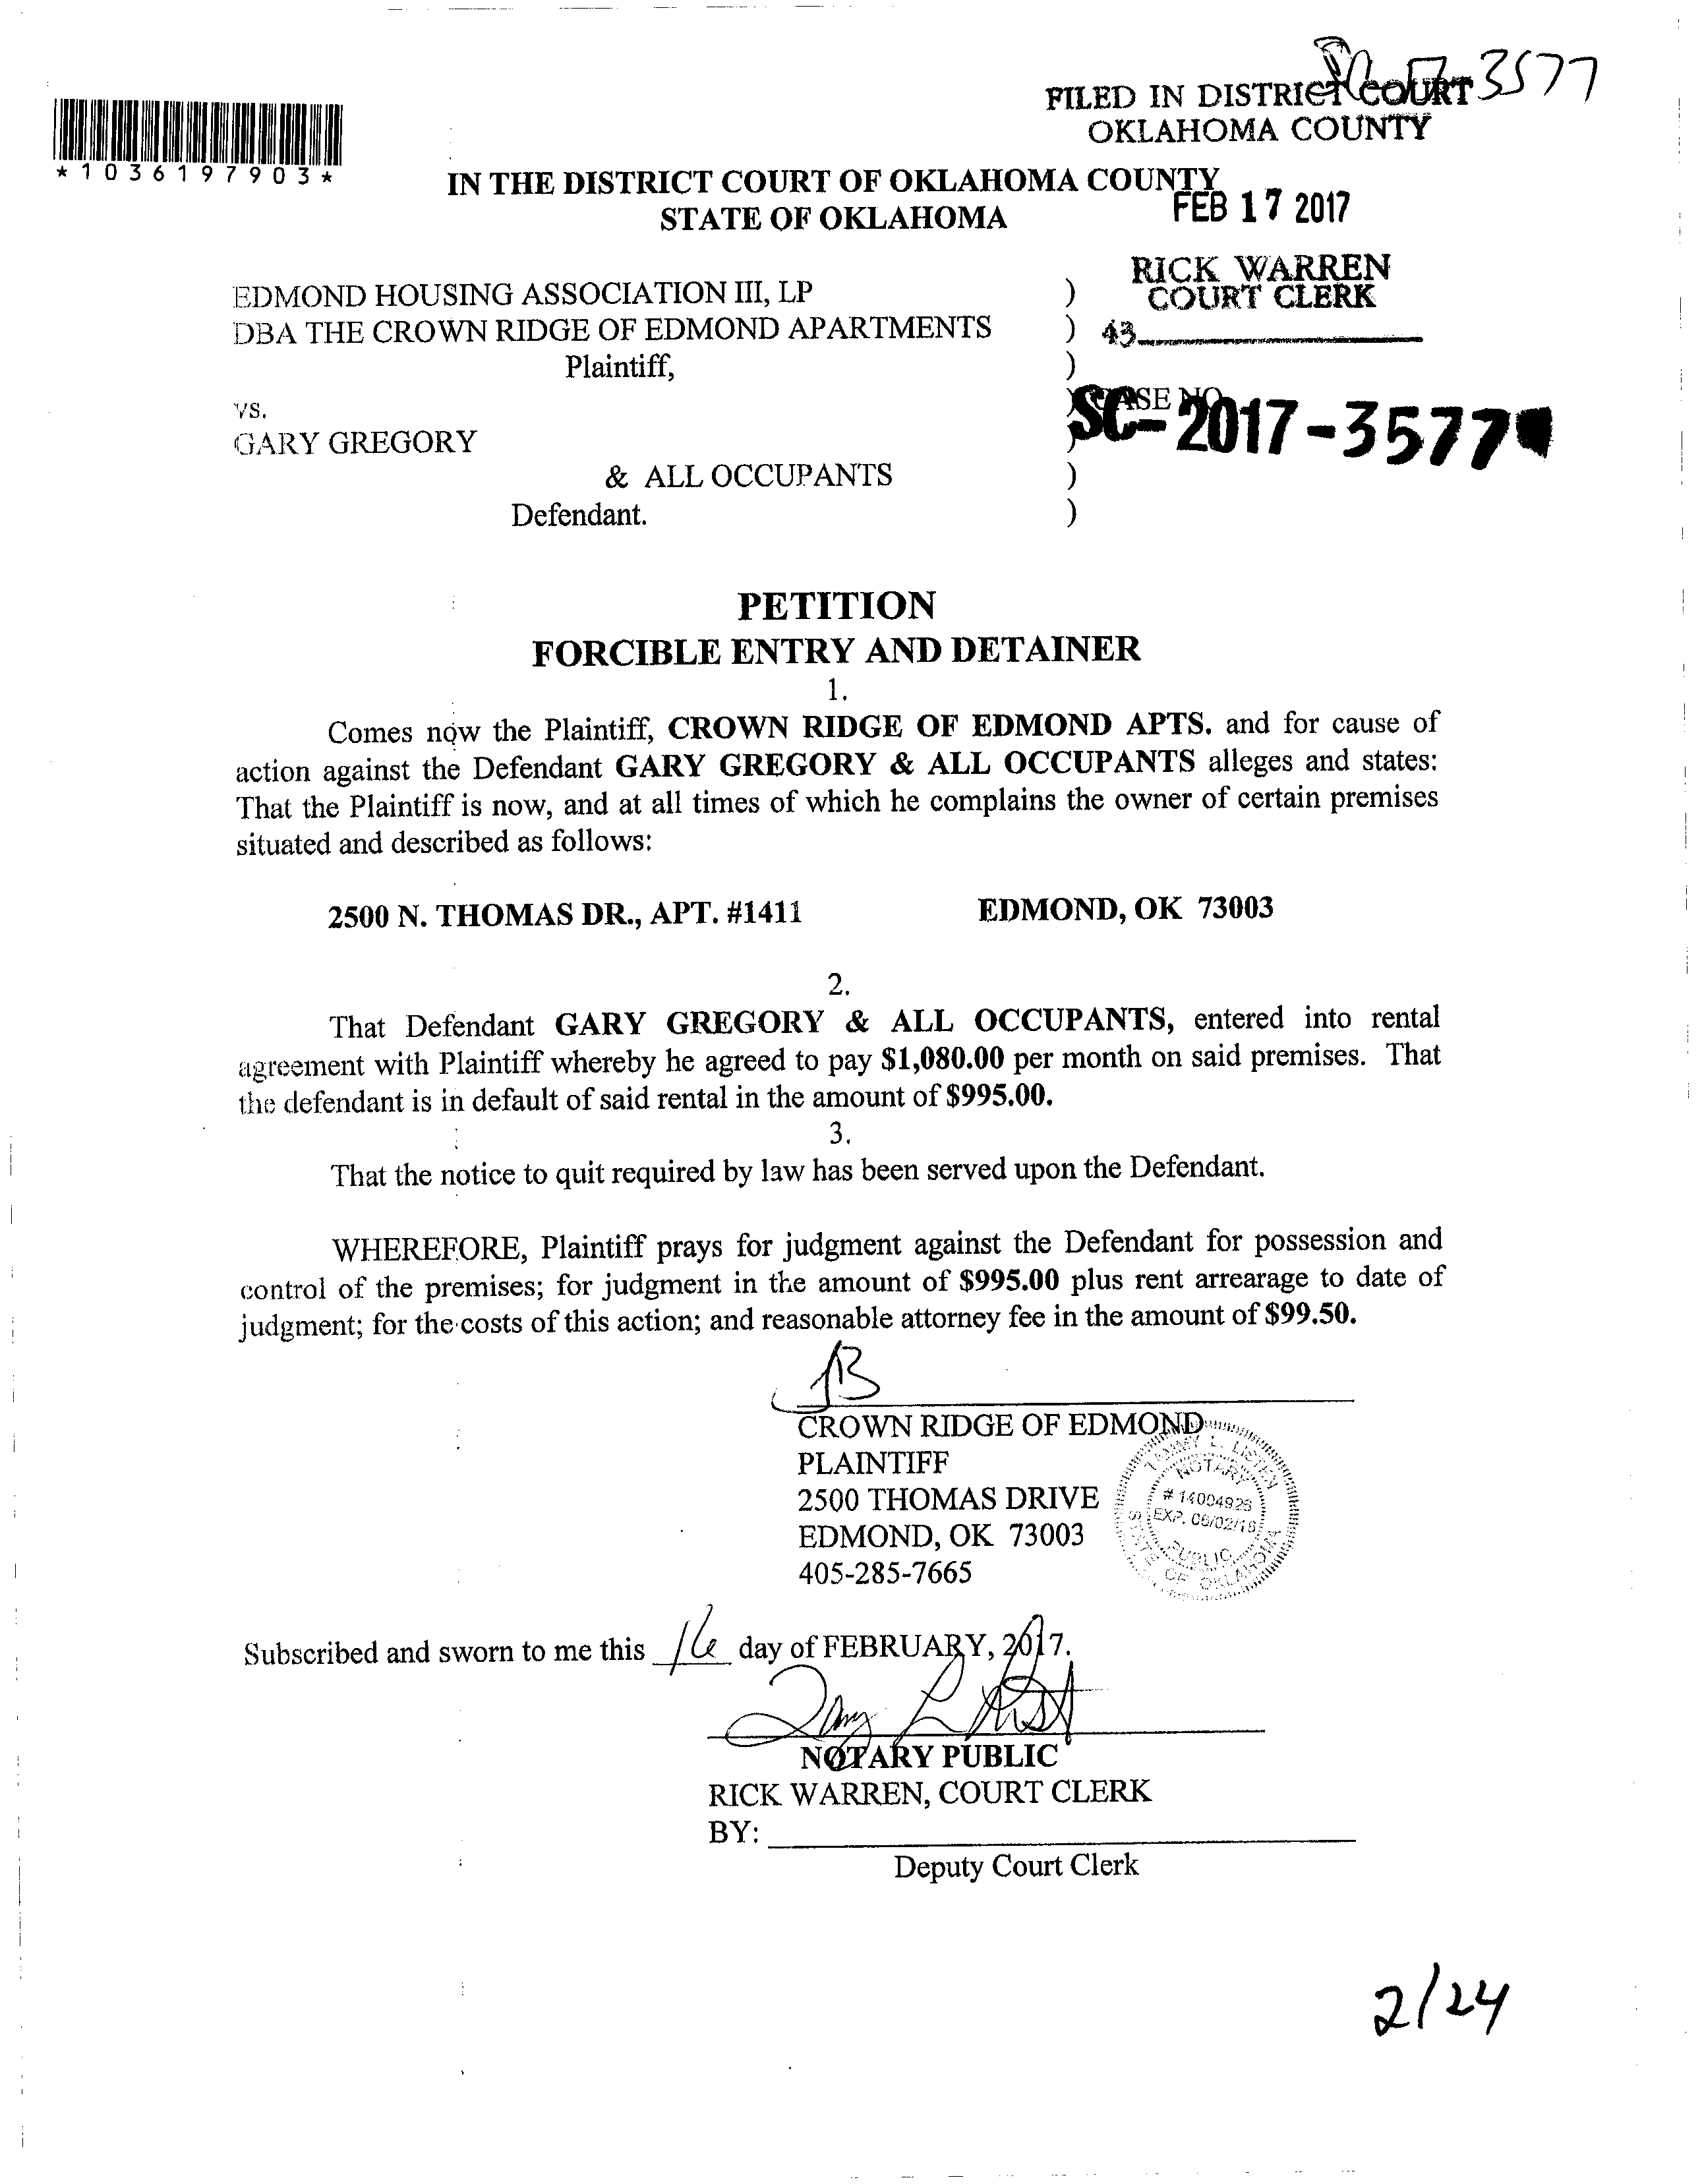 3577
FILED IN DISTRICT COURT
OKLAHOMA COUNTY
*1036197903*
IN THE DISTRICT COURT OF OKLAHOMA COUNTY
STATE OF OKLAHOMA
FEB 17 2017
RICK WARREN
COURT CLERK
43
EDMOND HOUSING ASSOCIATION III, LP )
DBA THE CROWN RIDGE OF EDMOND APARTMENTS )
Plaintiff, )
) CASE NO.
vs.
SC-2017-3577
GARY GREGORY )
& ALL OCCUPANTS )
Defendant. )
PETITION
FORCIBLE ENTRY AND DETAINER
1.
Comes now the Plaintiff, CROWN RIDGE OF EDMOND APTS. and for cause of
action against the Defendant GARY GREGORY & ALL OCCUPANTS alleges and states:
That the Plaintiff is now, and at all times of which he complains the owner of certain premises
situated and described as follows:
2500 N. THOMAS DR., APT. #1411 EDMOND, OK 73003
2.
That Defendant GARY GREGORY & ALL OCCUPANTS, entered into rental
agreement with Plaintiff whereby he agreed to pay $1,080.00 per month on said premises. That
the defendant is in default of said rental in the amount of $995.00.
3.
That the notice to quit required by law has been served upon the Defendant.
WHEREFORE, Plaintiff prays for judgment against the Defendant for possession and
control of the premises; for judgment in the amount of $995.00 plus rent arrearage to date of
judgment; for the costs of this action; and reasonable attorney fee in the amount of $99.50.
CROWN RIDGE OF EDMOND
PLAINTIFF
2500 THOMAS DRIVE
EDMOND, OK 73003
405-285-7665
NOTARY
# 14004926
PUBLIC
STATE OF OKLAHOMA
Subscribed and sworn to me this 16 day of FEBRUARY, 2017.
NOTARY PUBLIC
RICK WARREN, COURT CLERK
BY:
Deputy Court Clerk
2/24